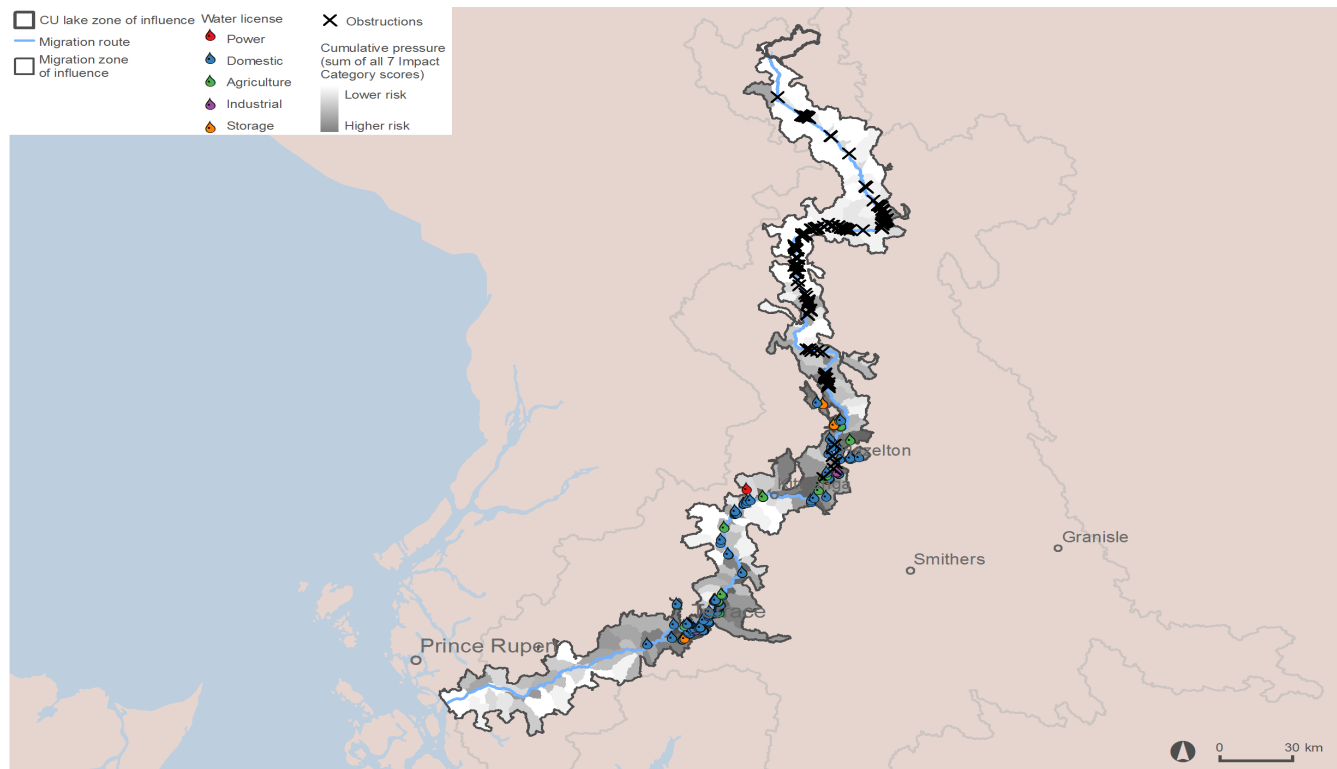 CU lake zone of influence
Migration route
Migration zone
of influence
Water license
Power
Domestic
Agriculture
Industrial
Storage
Obstructions
Cumulative pressure
(sum of all 7 Impact
Category scores)
Lower risk
Higher risk
Granisle
Smithers
Prince Rupert
0 30 km